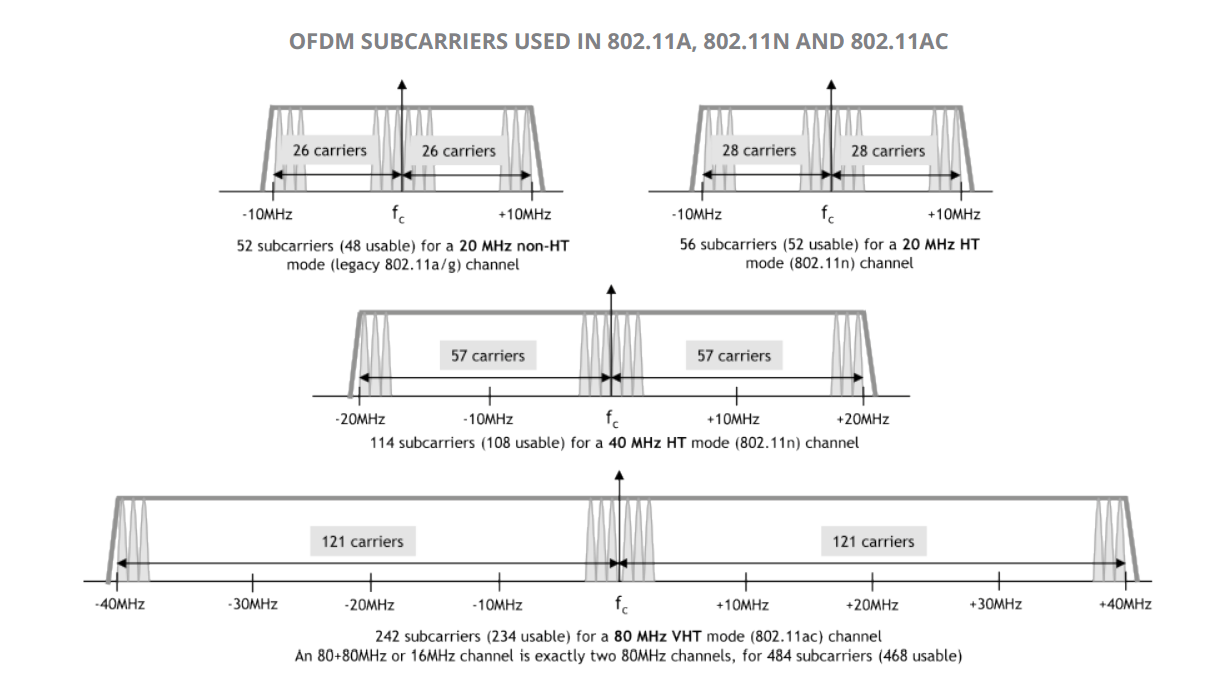 OFDM SUBCARRIERS USED IN 802.11A, 802.11N AND 802.11AC
26 carriers
26 carriers
-10MHz
fc
+10MHz
52 subcarriers (48 usable) for a 20 MHz non-HT
mode (legacy 802.11a/g) channel
28 carriers
28 carriers
-10MHz
fc
+10MHz
56 subcarriers (52 usable) for a 20 MHz HT
mode (802.11n) channel
57 carriers
57 carriers
-20MHz
-10MHz
fc
+10MHz
+20MHz
114 subcarriers (108 usable) for a 40 MHz HT mode (802.11n) channel
121 carriers
121 carriers
-40MHz
-30MHz
-20MHz
-10MHz
fc
+10MHz
+20MHz
+30MHz
+40MHz
242 subcarriers (234 usable) for a 80 MHz VHT mode (802.11ac) channel
An 80+80MHz or 16MHz channel is exactly two 80MHz channels, for 484 subcarriers (468 usable)